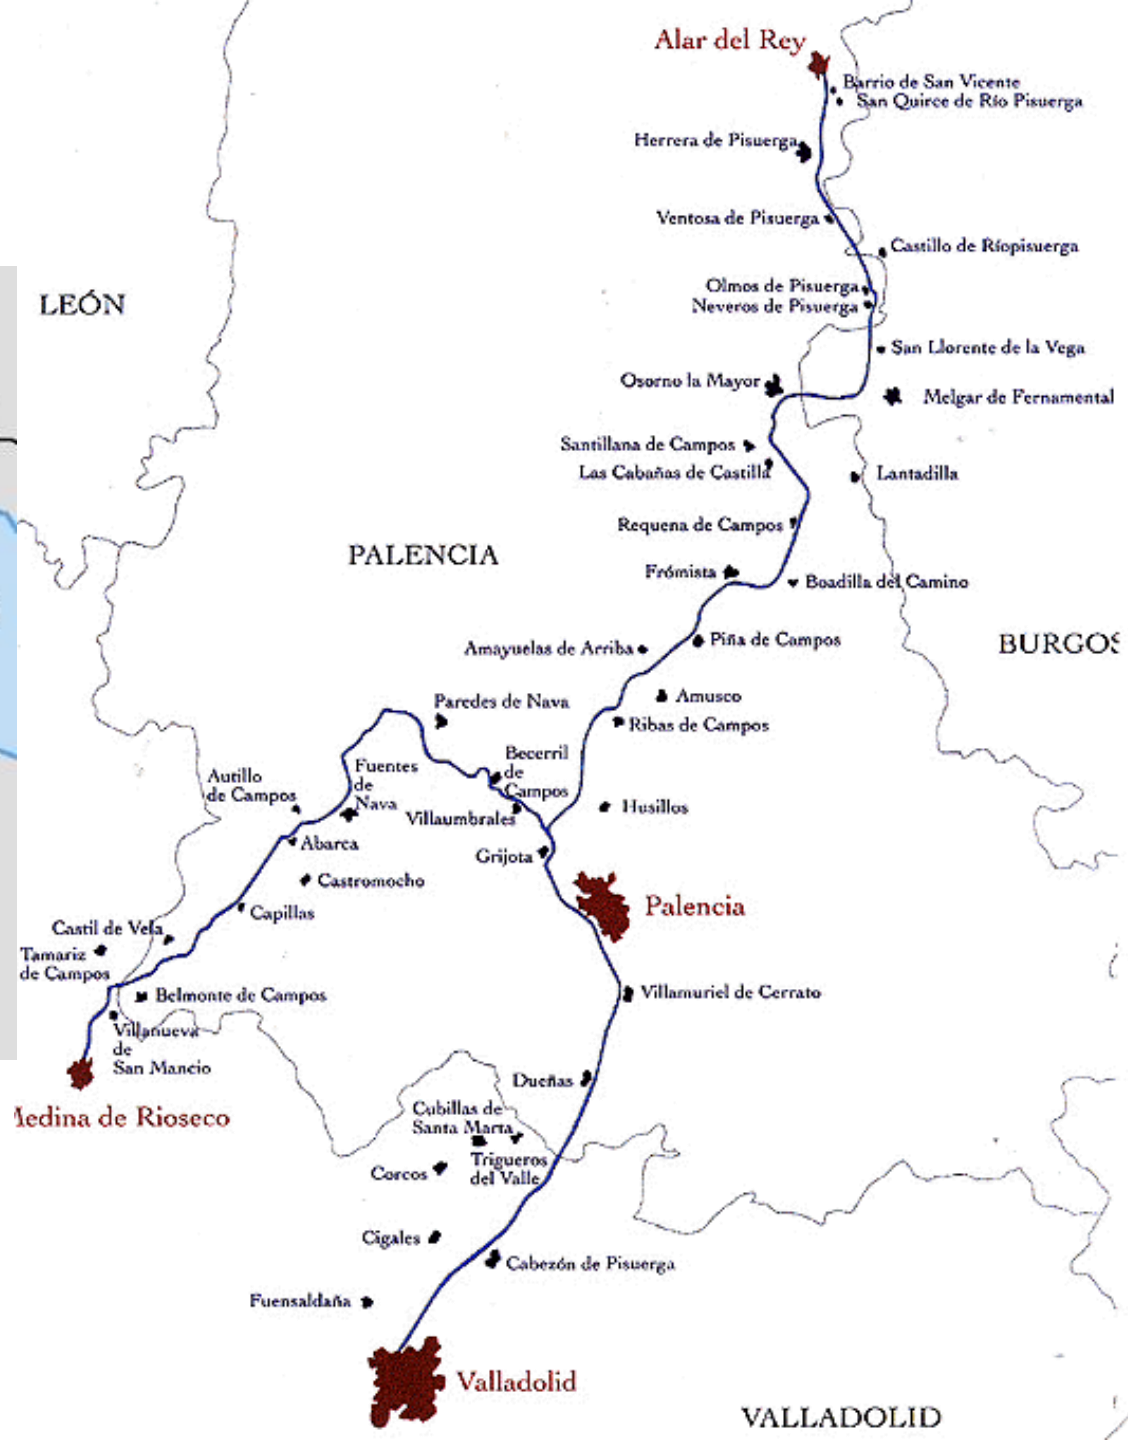 Alar del Rey
Barrio de San Vicente
San Quirce de Río Pisuerga
Herrera de Pisuerga
Ventosa de Pisuerga
Castillo de Ríopisuerga
LEÓN
Olmos de Pisuerga
Neveros de Pisuerga
San Llorente de la Vega
Osorno la Mayor
Melgar de Fernamental
Santillana de Campos
Las Cabañas de Castilla
Lantadilla
Requena de Campos
PALENCIA
Frómista
Boadilla del Camino
Piña de Campos
BURGOS
Amayuelas de Arriba
Amusco
Paredes de Nava
Ribas de Campos
Becerril
de
Campos
Fuentes
de
Nava
Autillo
de Campos
Villaumbrales
Husillos
Abarca
Grijota
Castromocho
Palencia
Capillas
Castil de Vela
Tamariz
de Campos
Belmonte de Campos
Villamuriel de Cerrato
Villanueva
de
San Mancio
Dueñas
Medina de Rioseco
Cubillas de
Santa Marta
Trigueros
del Valle
Corcos
Cigales
Cabezón de Pisuerga
Fuensaldaña
Valladolid
VALLADOLID